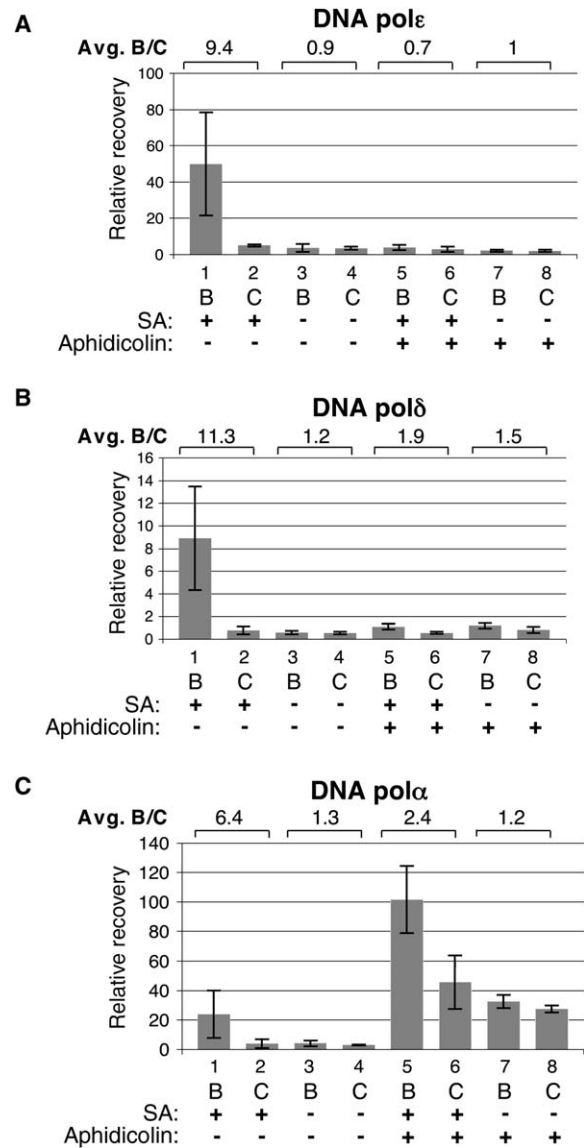 A
DNA polε
Avg. B/C 9.4 0.9 0.7 1
100
80
60
40
20
0
Relative recovery
1 2 3 4 5 6 7 8
B C B C B C B C
SA: + + - - + + - -
Aphidicolin: - - - - + + + +
B
DNA polδ
Avg. B/C 11.3 1.2 1.9 1.5
16
14
12
10
8
6
4
2
0
Relative recovery
1 2 3 4 5 6 7 8
B C B C B C B C
SA: + + - - + + - -
Aphidicolin: - - - - + + + +
C
DNA polα
Avg. B/C 6.4 1.3 2.4 1.2
140
120
100
80
60
40
20
0
Relative recovery
1 2 3 4 5 6 7 8
B C B C B C B C
SA: + + - - + + - -
Aphidicolin: - - - - + + + +